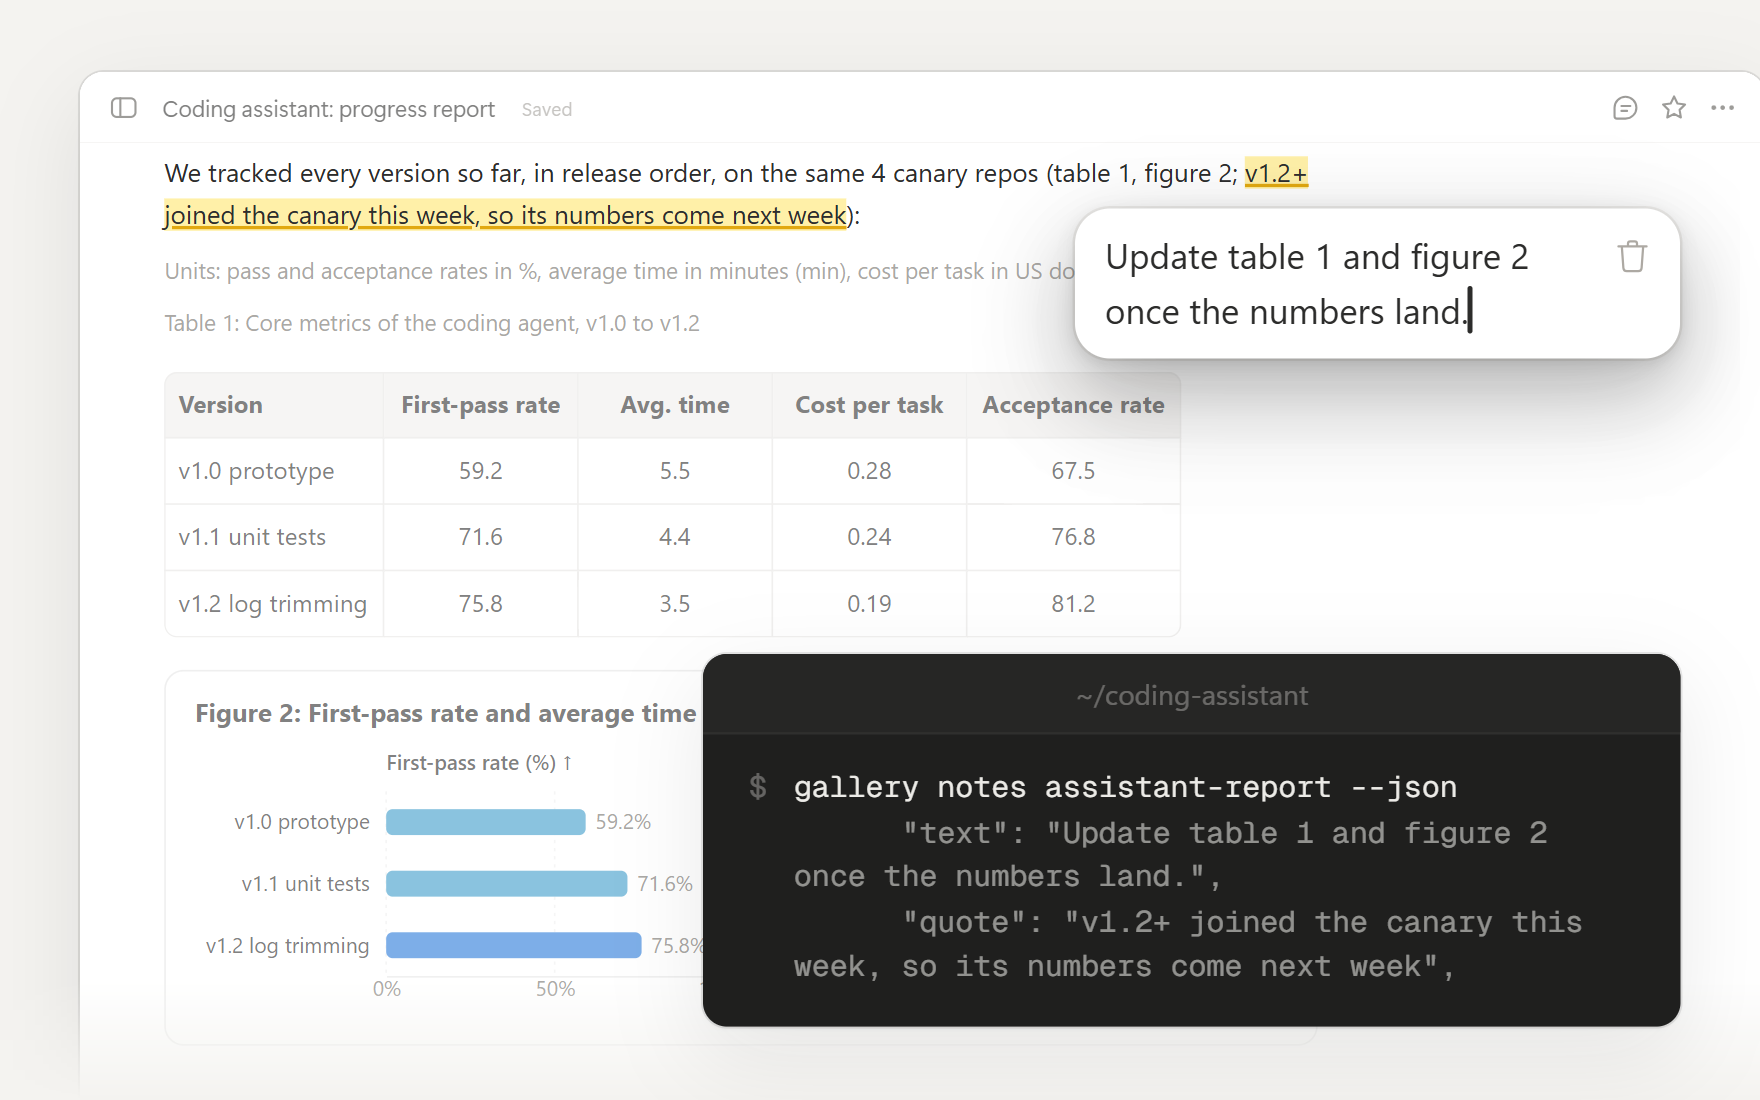 Coding assistant: progress report Saved
We tracked every version so far, in release order, on the same 4 canary repos (table 1, figure 2; v1.2+
joined the canary this week, so its numbers come next week):
Update table 1 and figure 2
once the numbers land.
Units: pass and acceptance rates in %, average time in minutes (min), cost per task in US
Table 1: Core metrics of the coding agent, v1.0 to v1.2
Version First-pass rate Avg. time Cost per task Acceptance rate
v1.0 prototype 59.2 5.5 0.28 67.5
v1.1 unit tests 71.6 4.4 0.24 76.8
v1.2 log trimming 75.8 3.5 0.19 81.2
Figure 2: First-pass rate and average time
First-pass rate (%) ↑
v1.0 prototype 59.2%
v1.1 unit tests 71.6%
v1.2 log trimming 75.8%
0% 50%
~/coding-assistant
$ gallery notes assistant-report --json
"text": "Update table 1 and figure 2
once the numbers land.",
"quote": "v1.2+ joined the canary this
week, so its numbers come next week",